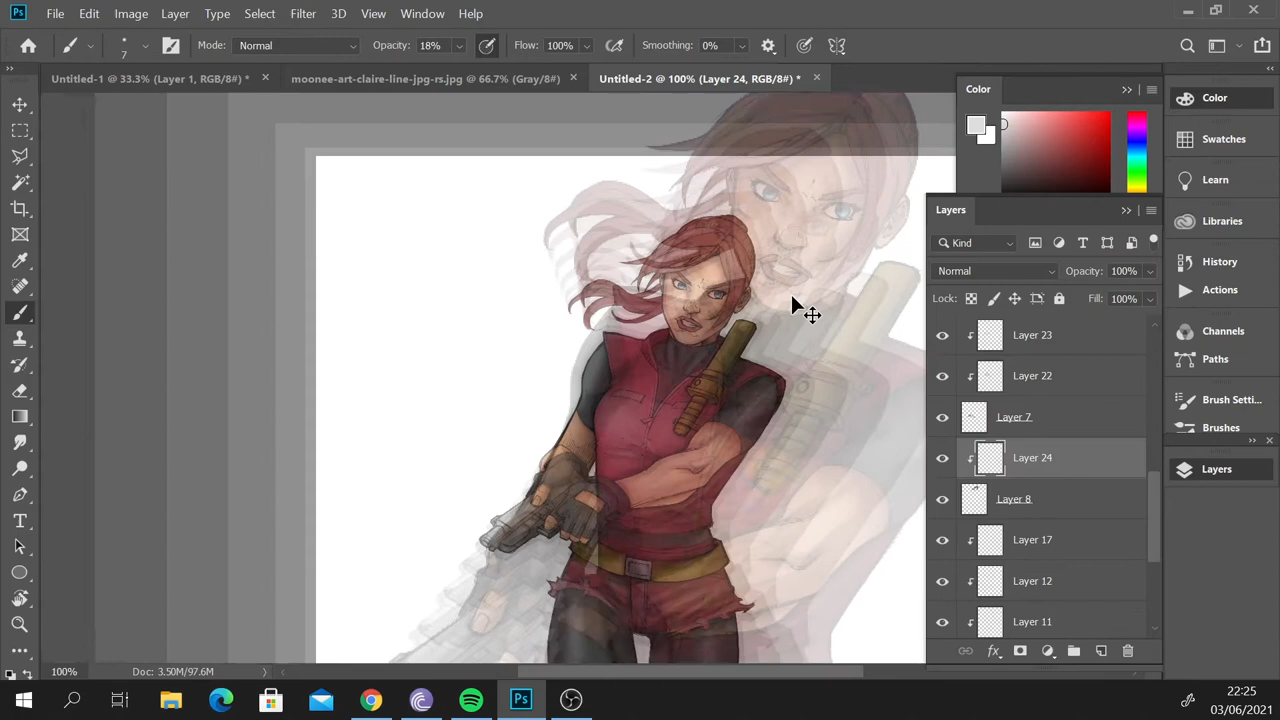 Ps File Edit Image Layer Type Select Filter 3D View Window Help
7 Mode: Normal Opacity: 18% Flow: 100% Smoothing: 0%
Untitled-1 @ 33.3% (Layer 1, RGB/8#) * moonee-art-claire-line-jpg-rs.jpg @ 66.7% (Gray/8#) Untitled-2 @ 100% (Layer 24, RGB/8#) *
Color
Color
Swatches
Learn
Layers
Libraries
Kind
History
Normal Opacity: 100%
Actions
Lock: Fill: 100%
Channels
Layer 23
Paths
Layer 22
Brush Setti...
Layer 7
Brushes
Layer 24
Layers
Layer 8
Layer 17
Layer 12
Layer 11
fx
100% Doc: 3.50M/97.6M
Ps
22:25
03/06/2021